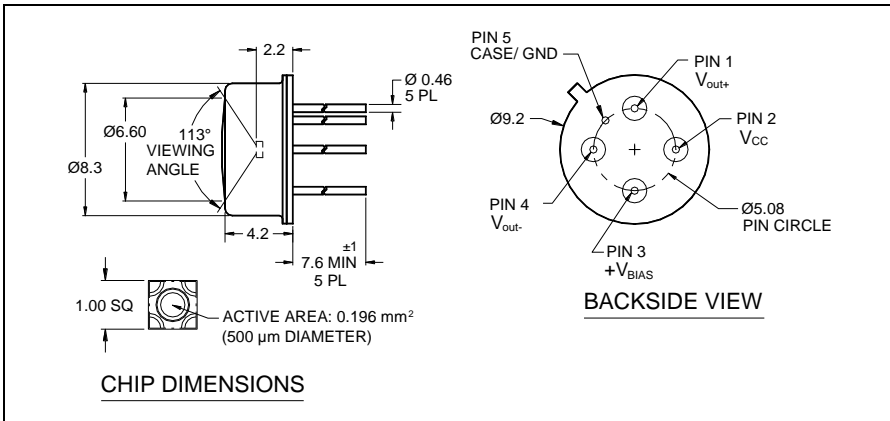 2.2
Ø 0.46
5 PL
Ø6.60
Ø8.3
113°
VIEWING
ANGLE
4.2
±1
7.6 MIN
5 PL
1.00 SQ
ACTIVE AREA: 0.196 mm²
(500 µm DIAMETER)
CHIP DIMENSIONS
PIN 5
CASE/ GND
PIN 1
Vout+
Ø9.2
PIN 2
VCC
PIN 4
Vout-
Ø5.08
PIN CIRCLE
PIN 3
+VBIAS
BACKSIDE VIEW